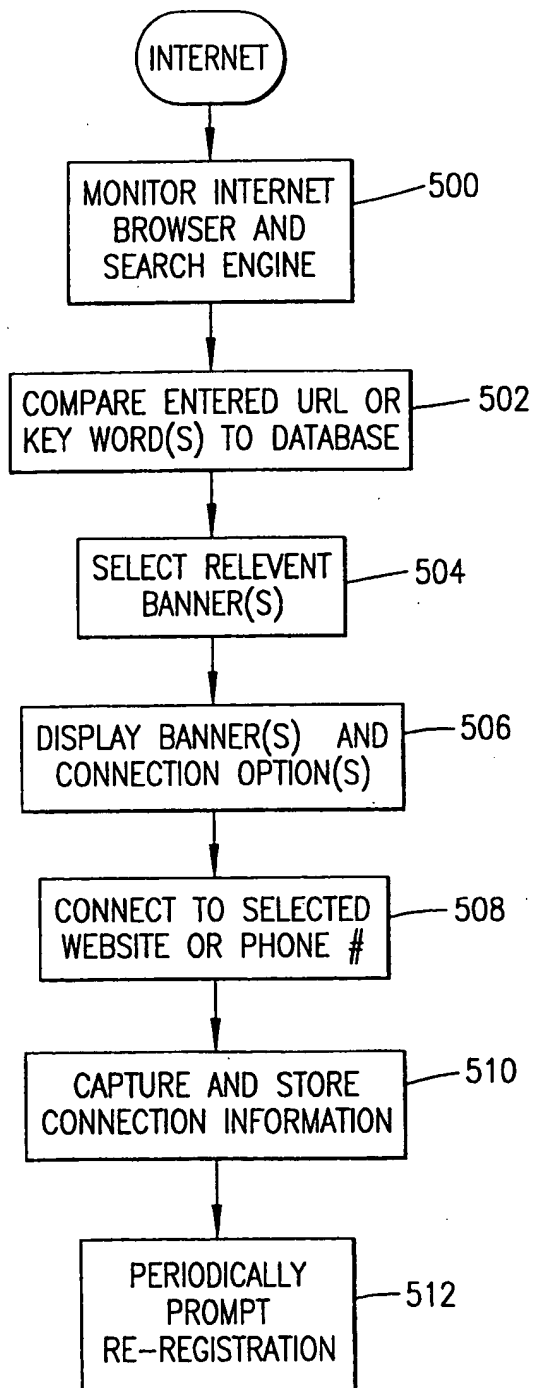 INTERNET
MONITOR INTERNET
BROWSER AND
SEARCH ENGINE
500
COMPARE ENTERED URL OR
KEY WORD(S) TO DATABASE
502
SELECT RELEVENT
BANNER(S)
504
DISPLAY BANNER(S) AND
CONNECTION OPTION(S)
506
CONNECT TO SELECTED
WEBSITE OR PHONE #
508
CAPTURE AND STORE
CONNECTION INFORMATION
510
PERIODICALLY
PROMPT
RE-REGISTRATION
512